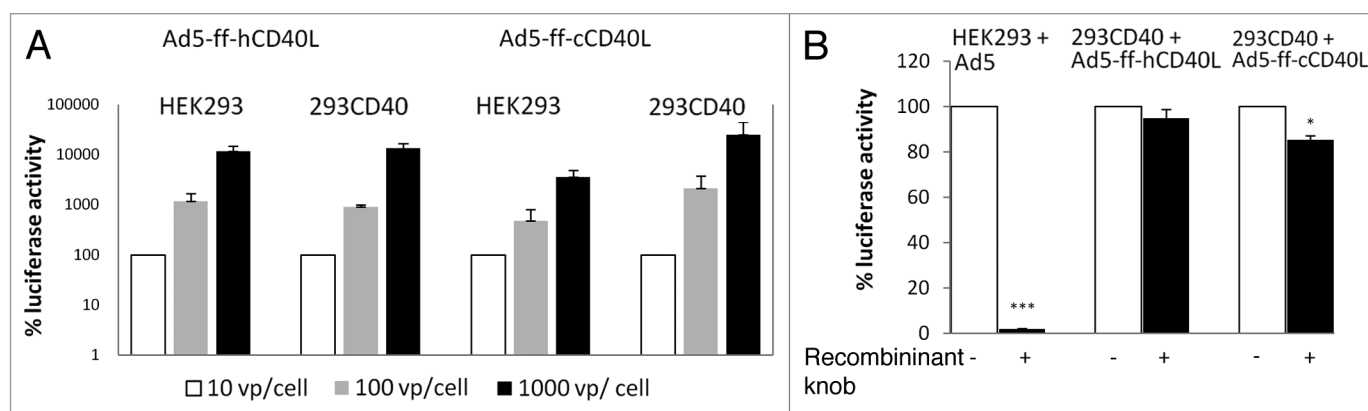 A
Ad5-ff-hCD40L Ad5-ff-cCD40L
HEK293 293CD40 HEK293 293CD40
100000
10000
1000
100
10
1
% luciferase activity
10 vp/cell 100 vp/cell 1000 vp/ cell
B
HEK293 + 293CD40 + 293CD40 +
Ad5 Ad5-ff-hCD40L Ad5-ff-cCD40L
120
100
80
60
40
20
0
% luciferase activity
***
*
Recombininant - + - + - +
knob